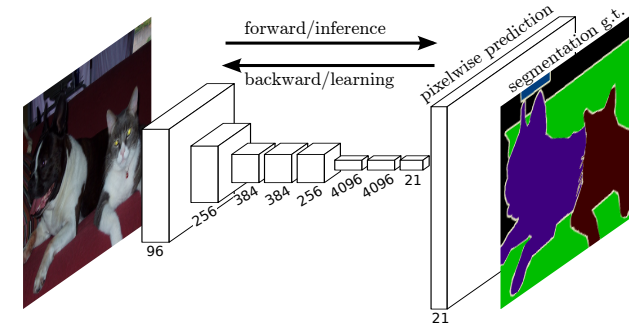 forward/inference
backward/learning
pixelwise prediction
segmentation g.t.
96
256
384
384
256
4096
4096
21
21